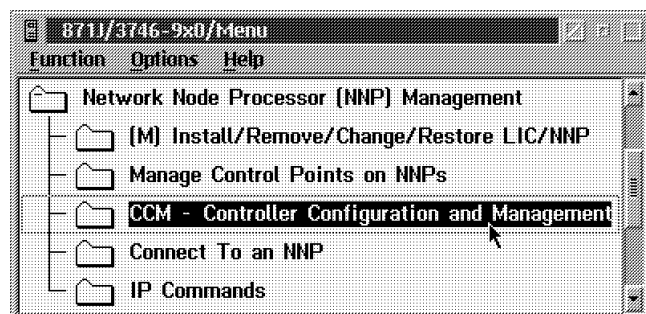 871J/3746-9x0/Menu
Function Options Help
Network Node Processor (NNP) Management
(M) Install/Remove/Change/Restore LIC/NNP
Manage Control Points on NNPs
CCM - Controller Configuration and Management
Connect To an NNP
IP Commands